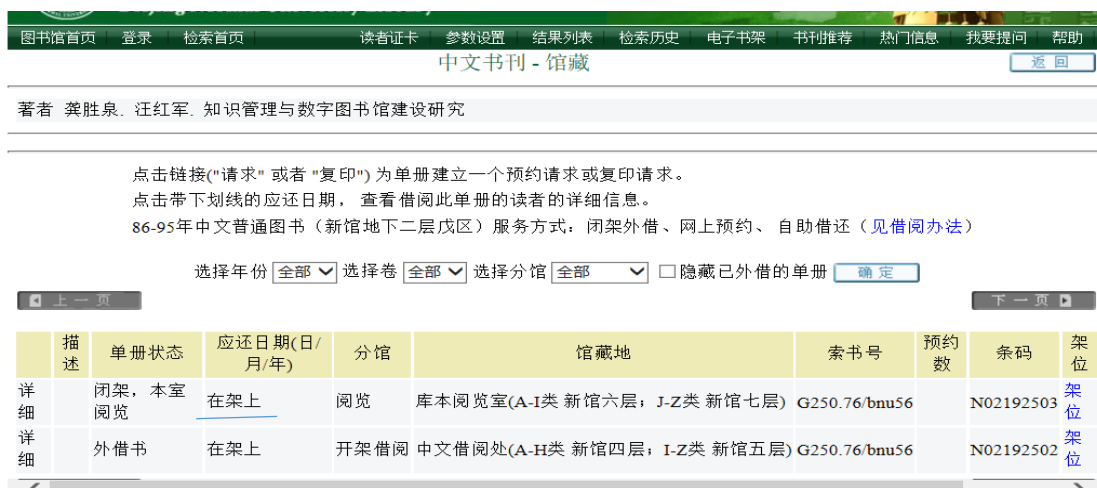 图书馆首页 登录 检索首页 读者证卡 参数设置 结果列表 检索历史 电子书架 书刊推荐 热门信息 我要提问 帮助
中文书刊 - 馆藏 返 回
著者 龚胜泉. 汪红军. 知识管理与数字图书馆建设研究
点击链接("请求" 或者 "复印") 为单册建立一个预约请求或复印请求。
点击带下划线的应还日期, 查看借阅此单册的读者的详细信息。
86-95年中文普通图书(新馆地下二层戊区)服务方式:闭架外借、网上预约、 自助借还(见借阅办法)
选择年份 全部 选择卷 全部 选择分馆 全部 隐藏已外借的单册 确 定
上一页 下一页
描述 单册状态 应还日期(日/月/年) 分馆 馆藏地 索书号 预约数 条码 架位
详细 闭架,本室阅览 在架上 阅览 库本阅览室(A-I类 新馆六层;J-Z类 新馆七层) G250.76/bnu56 N02192503 架位
详细 外借书 在架上 开架借阅 中文借阅处(A-H类 新馆四层;I-Z类 新馆五层) G250.76/bnu56 N02192502 架位